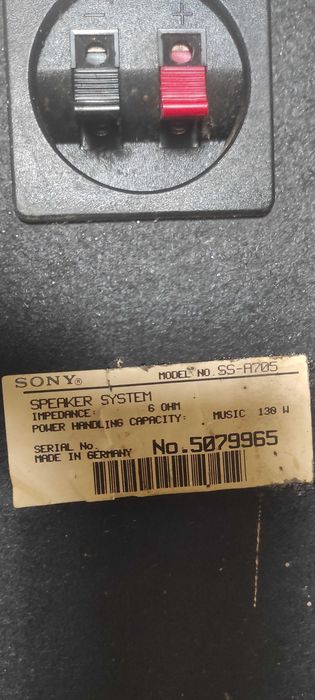 - +
SONY® MODEL NO. SS-A705
SPEAKER SYSTEM
IMPEDANCE: 6 OHM
POWER HANDLING CAPACITY: MUSIC 130 W
SERIAL No. No.5079965
MADE IN GERMANY